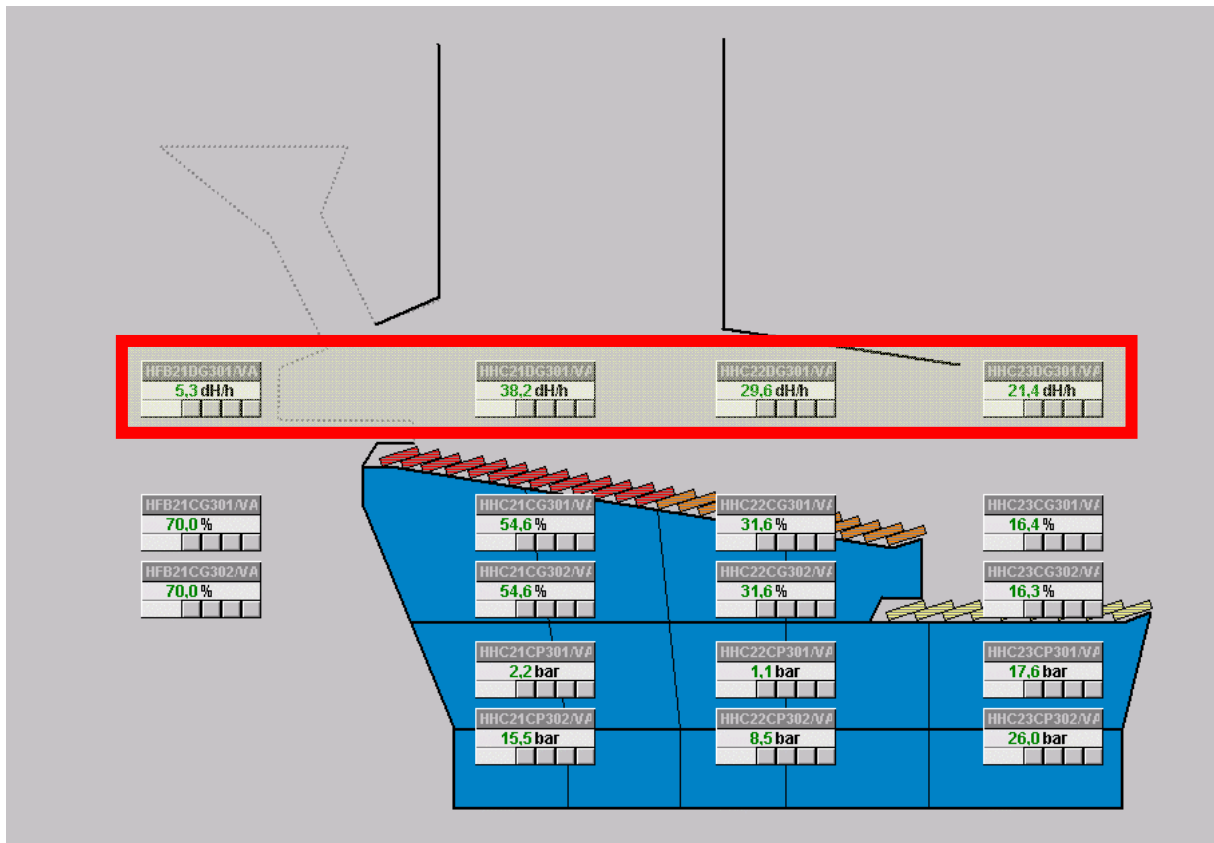 HFB21DG301/VA HHC21DG301/VA HHC22DG301/VA HHC23DG301/VA
5,3 dH/h 38,2 dH/h 29,6 dH/h 21,4 dH/h
HFB21CG301/VA HHC21CG301/VA HHC22CG301/VA HHC23CG301/VA
70,0 % 54,6 % 31,6 % 16,4 %
HFB21CG302/VA HHC21CG302/VA HHC22CG302/VA HHC23CG302/VA
70,0 % 54,6 % 31,6 % 16,3 %
HHC21CP301/VA HHC22CP301/VA HHC23CP301/VA
2,2 bar 1,1 bar 17,6 bar
HHC21CP302/VA HHC22CP302/VA HHC23CP302/VA
15,5 bar 8,5 bar 26,0 bar